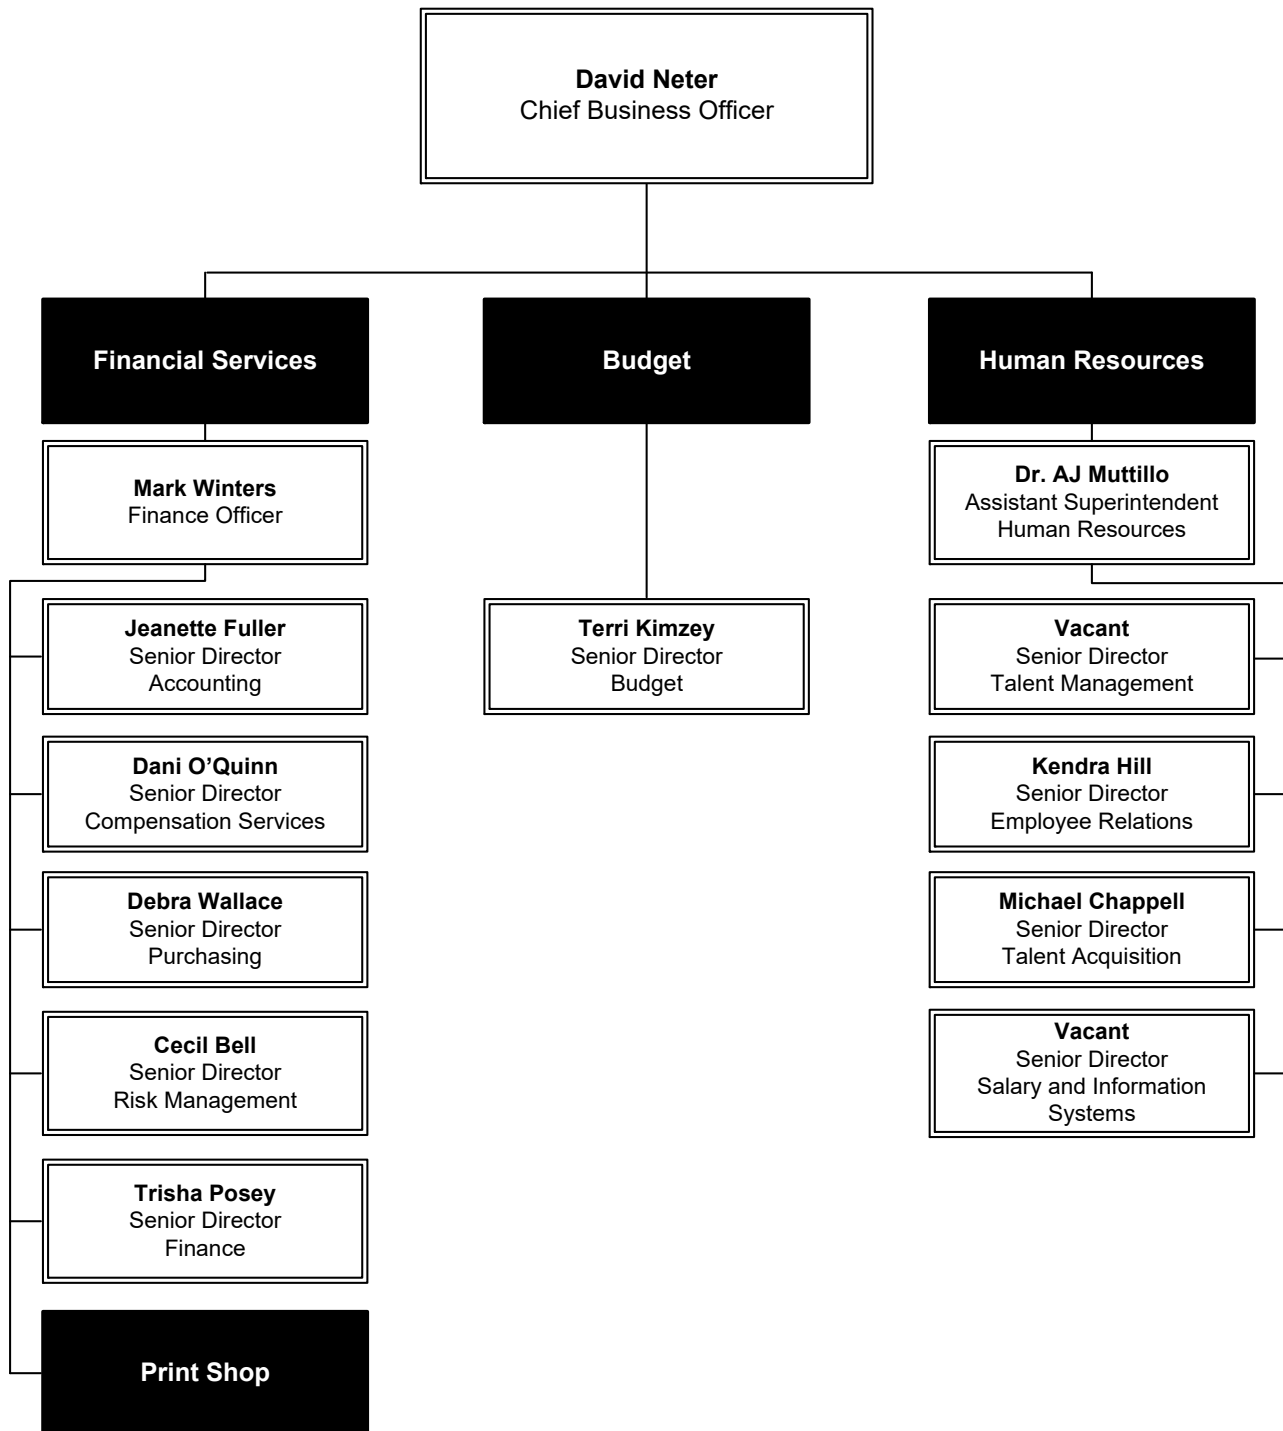 David Neter
Chief Business Officer
Financial Services
Budget
Human Resources
Mark Winters
Finance Officer
Dr. AJ Muttillo
Assistant Superintendent
Human Resources
Jeanette Fuller
Senior Director
Accounting
Terri Kimzey
Senior Director
Budget
Vacant
Senior Director
Talent Management
Dani O’Quinn
Senior Director
Compensation Services
Kendra Hill
Senior Director
Employee Relations
Debra Wallace
Senior Director
Purchasing
Michael Chappell
Senior Director
Talent Acquisition
Cecil Bell
Senior Director
Risk Management
Vacant
Senior Director
Salary and Information
Systems
Trisha Posey
Senior Director
Finance
Print Shop